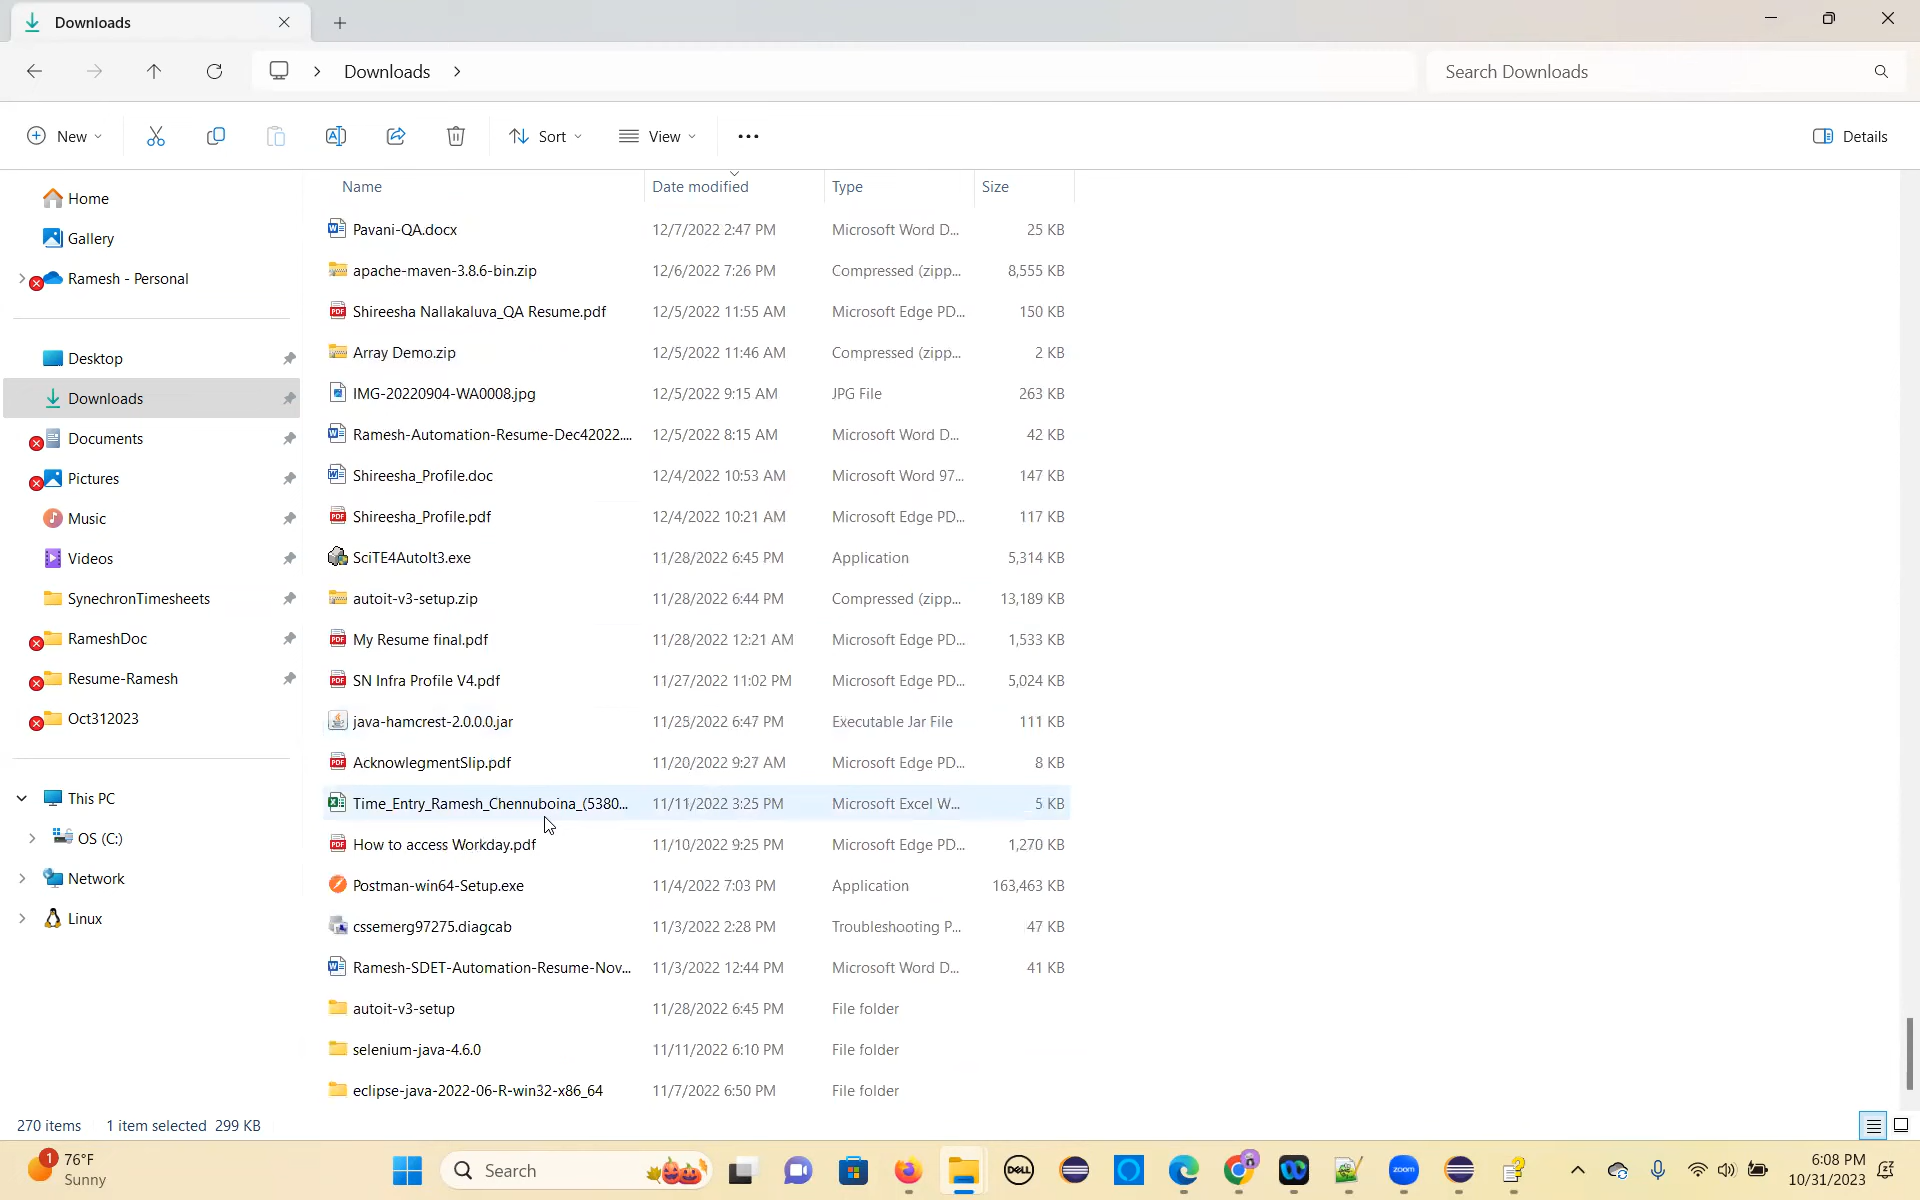 Downloads
Downloads
Search Downloads
New
Sort
View
Details
Home
Gallery
Ramesh - Personal
Desktop
Downloads
Documents
Pictures
Music
Videos
SynechronTimesheets
RameshDoc
Resume-Ramesh
Oct312023
This PC
OS (C:)
Network
Linux
Name Date modified Type Size
Pavani-QA.docx 12/7/2022 2:47 PM Microsoft Word D... 25 KB
apache-maven-3.8.6-bin.zip 12/6/2022 7:26 PM Compressed (zipp... 8,555 KB
Shireesha Nallakaluva_QA Resume.pdf 12/5/2022 11:55 AM Microsoft Edge PD... 150 KB
Array Demo.zip 12/5/2022 11:46 AM Compressed (zipp... 2 KB
IMG-20220904-WA0008.jpg 12/5/2022 9:15 AM JPG File 263 KB
Ramesh-Automation-Resume-Dec42022.... 12/5/2022 8:15 AM Microsoft Word D... 42 KB
Shireesha_Profile.doc 12/4/2022 10:53 AM Microsoft Word 97... 147 KB
Shireesha_Profile.pdf 12/4/2022 10:21 AM Microsoft Edge PD... 117 KB
SciTE4AutoIt3.exe 11/28/2022 6:45 PM Application 5,314 KB
autoit-v3-setup.zip 11/28/2022 6:44 PM Compressed (zipp... 13,189 KB
My Resume final.pdf 11/28/2022 12:21 AM Microsoft Edge PD... 1,533 KB
SN Infra Profile V4.pdf 11/27/2022 11:02 PM Microsoft Edge PD... 5,024 KB
java-hamcrest-2.0.0.0.jar 11/25/2022 6:47 PM Executable Jar File 111 KB
AcknowlegmentSlip.pdf 11/20/2022 9:27 AM Microsoft Edge PD... 8 KB
Time_Entry_Ramesh_Chennuboina_(5380... 11/11/2022 3:25 PM Microsoft Excel W... 5 KB
How to access Workday.pdf 11/10/2022 9:25 PM Microsoft Edge PD... 1,270 KB
Postman-win64-Setup.exe 11/4/2022 7:03 PM Application 163,463 KB
cssemerg97275.diagcab 11/3/2022 2:28 PM Troubleshooting P... 47 KB
Ramesh-SDET-Automation-Resume-Nov... 11/3/2022 12:44 PM Microsoft Word D... 41 KB
autoit-v3-setup 11/28/2022 6:45 PM File folder
selenium-java-4.6.0 11/11/2022 6:10 PM File folder
eclipse-java-2022-06-R-win32-x86_64 11/7/2022 6:50 PM File folder
270 items 1 item selected 299 KB
1
76°F
Sunny
Search
DELL
zoom
6:08 PM
10/31/2023